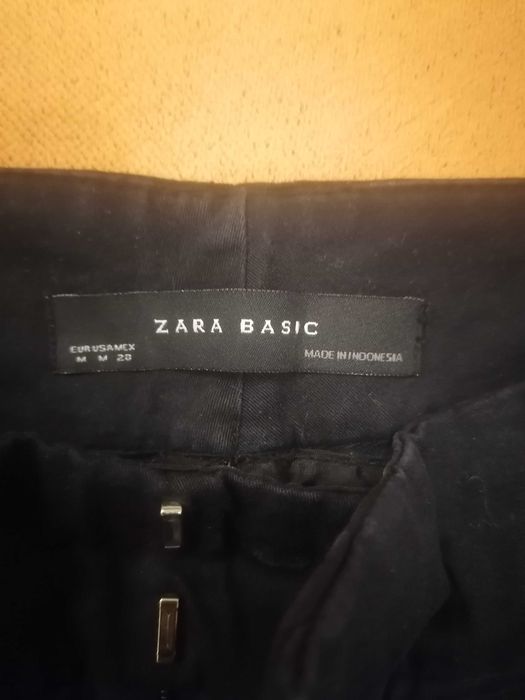 ZARA BASIC
EUR USA MEX
M M 28
MADE IN INDONESIA